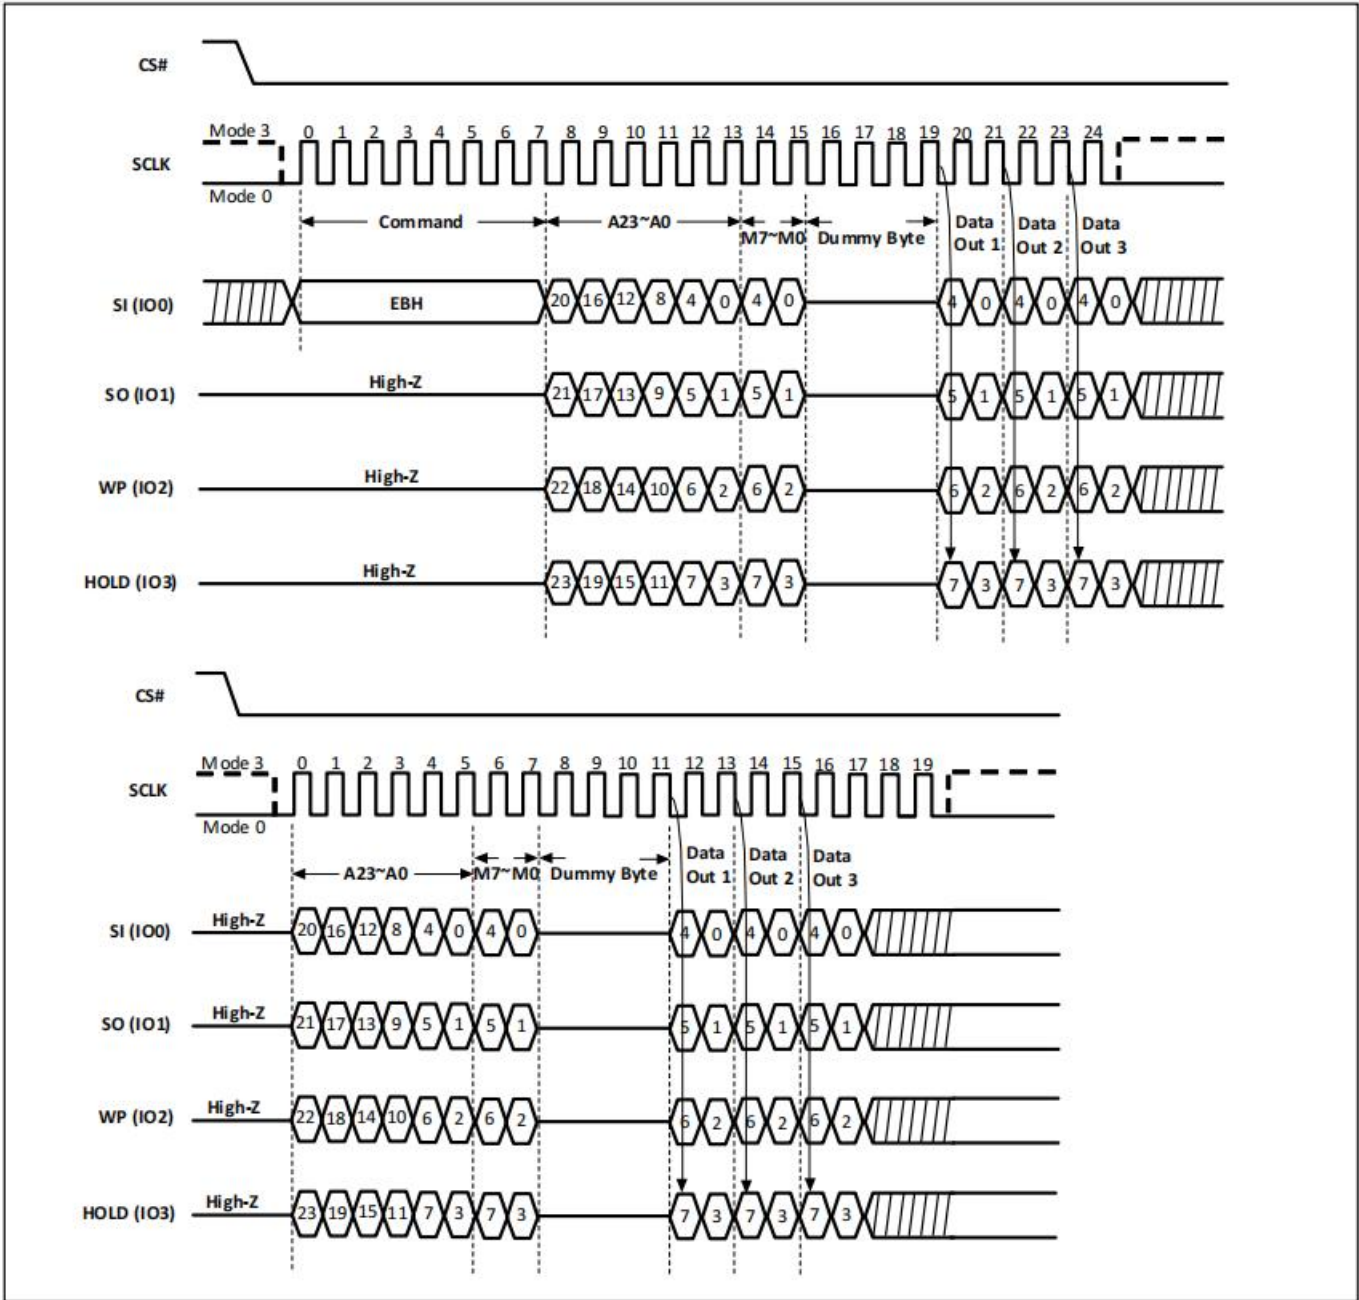 CS#
Mode 3 0 1 2 3 4 5 6 7 8 9 10 11 12 13 14 15 16 17 18 19 20 21 22 23 24
SCLK
Mode 0
Command A23~A0 M7~M0 Dummy Byte Data Out 1 Data Out 2 Data Out 3
SI (IO0) EBH 20 16 12 8 4 0 4 0 4 0 4 0 4 0
High-Z
SO (IO1) 21 17 13 9 5 1 5 1 5 1 5 1 5 1
High-Z
WP (IO2) 22 18 14 10 6 2 6 2 6 2 6 2 6 2
High-Z
HOLD (IO3) 23 19 15 11 7 3 7 3 7 3 7 3 7 3
CS#
Mode 3 0 1 2 3 4 5 6 7 8 9 10 11 12 13 14 15 16 17 18 19
SCLK
Mode 0
A23~A0 M7~M0 Dummy Byte Data Out 1 Data Out 2 Data Out 3
High-Z
SI (IO0) 20 16 12 8 4 0 4 0 4 0 4 0 4 0
High-Z
SO (IO1) 21 17 13 9 5 1 5 1 5 1 5 1 5 1
High-Z
WP (IO2) 22 18 14 10 6 2 6 2 6 2 6 2 6 2
High-Z
HOLD (IO3) 23 19 15 11 7 3 7 3 7 3 7 3 7 3